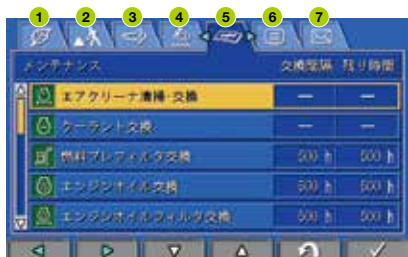 1 2 3 4 5 6 7
メンテナンス 交換間隔 残り時間
エアクリーナ清掃・交換 — —
クーラント交換 — —
燃料プレフィルタ交換 500 h 500 h
エンジンオイル交換 500 h 500 h
エンジンオイルフィルタ交換 500 h 500 h